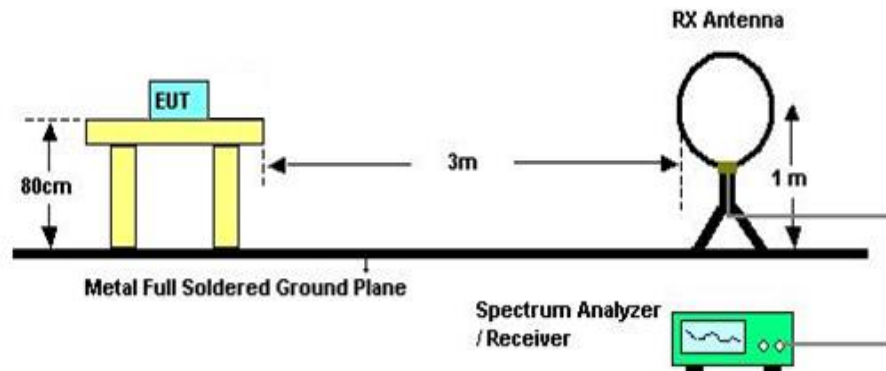 RX Antenna
EUT
3m
80cm
1 m
Metal Full Soldered Ground Plane
Spectrum Analyzer
/ Receiver